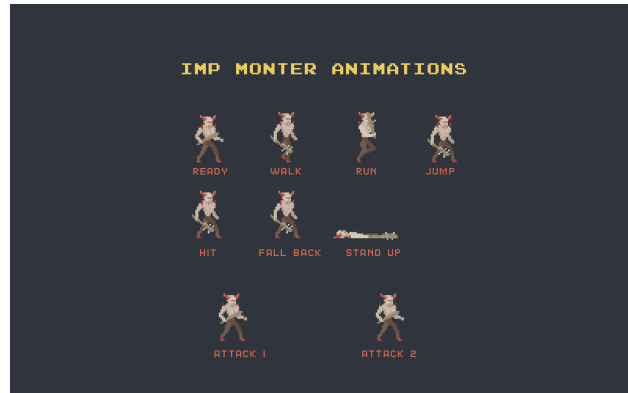 IMP MONTER ANIMATIONS
READY WALK RUN JUMP
HIT FALL BACK STAND UP
ATTACK 1 ATTACK 2